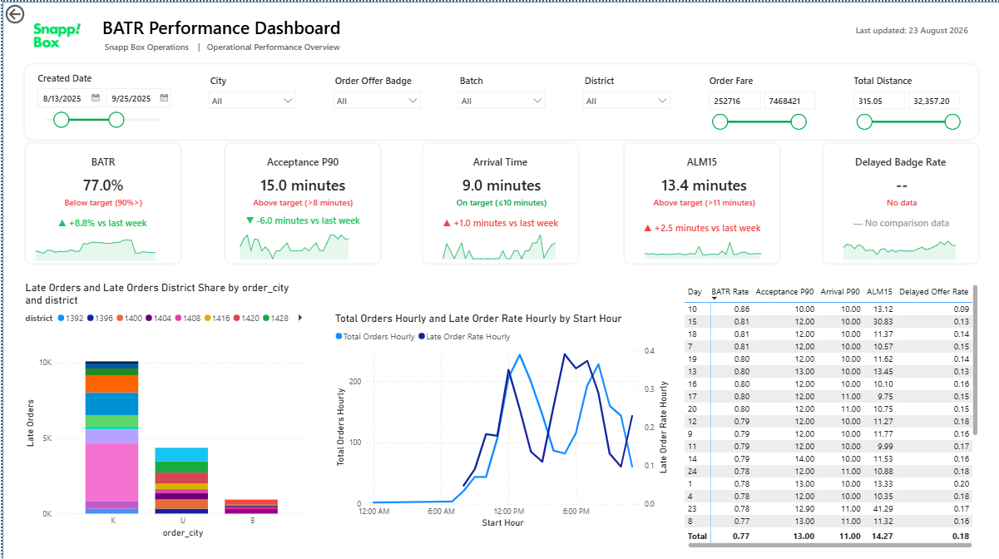 Snapp!
Box
BATR Performance Dashboard
Snapp Box Operations | Operational Performance Overview
Last updated: 23 August 2026
Created Date
8/13/2025 9/25/2025
City
All
Order Offer Badge
All
Batch
All
District
All
Order Fare
252716 7468421
Total Distance
315.05 32,357.20
BATR
77.0%
Below target (90%>)
▲ +8.8% vs last week
Acceptance P90
15.0 minutes
Above target (>8 minutes)
▼ -6.0 minutes vs last week
Arrival Time
9.0 minutes
On target (≤10 minutes)
▲ +1.0 minutes vs last week
ALM15
13.4 minutes
Above target (>11 minutes)
▲ +2.5 minutes vs last week
Delayed Badge Rate
--
No data
— No comparison data
Late Orders and Late Orders District Share by order_city
and district
district 1392 1396 1400 1404 1408 1416 1420 1428
Late Orders
10K
5K
0K
K U B
order_city
Total Orders Hourly and Late Order Rate Hourly by Start Hour
Total Orders Hourly Late Order Rate Hourly
Total Orders Hourly
200
100
0
Late Order Rate Hourly
0.4
0.3
0.2
0.1
0.0
12:00 AM 6:00 AM 12:00 PM 6:00 PM
Start Hour
Day BATR Rate Acceptance P90 Arrival P90 ALM15 Delayed Offer Rate
10 0.86 10.00 10.00 13.12 0.09
15 0.81 12.00 10.00 30.83 0.13
18 0.81 12.00 10.00 11.37 0.14
7 0.81 12.00 10.00 10.57 0.15
19 0.80 12.00 10.00 11.62 0.14
13 0.80 13.00 10.00 13.45 0.13
16 0.80 12.00 10.00 10.10 0.16
17 0.80 12.00 11.00 9.75 0.15
20 0.80 12.00 11.00 10.75 0.15
12 0.79 12.00 10.00 11.27 0.18
9 0.79 12.00 10.00 11.77 0.16
11 0.79 12.00 10.00 9.99 0.17
14 0.79 14.00 10.00 11.53 0.16
24 0.78 12.00 11.00 10.88 0.18
1 0.78 13.00 10.00 13.33 0.20
4 0.78 12.00 10.00 10.35 0.18
23 0.78 12.90 11.00 41.29 0.17
8 0.77 13.00 11.00 11.32 0.16
Total 0.77 13.00 11.00 14.27 0.18